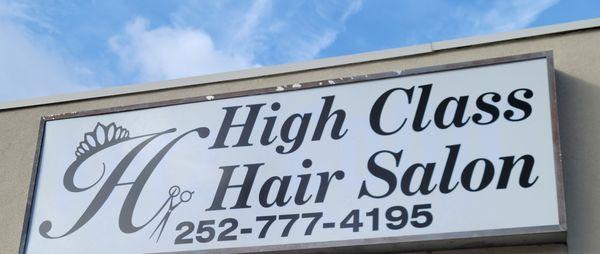 H
High Class
Hair Salon
252-777-4195